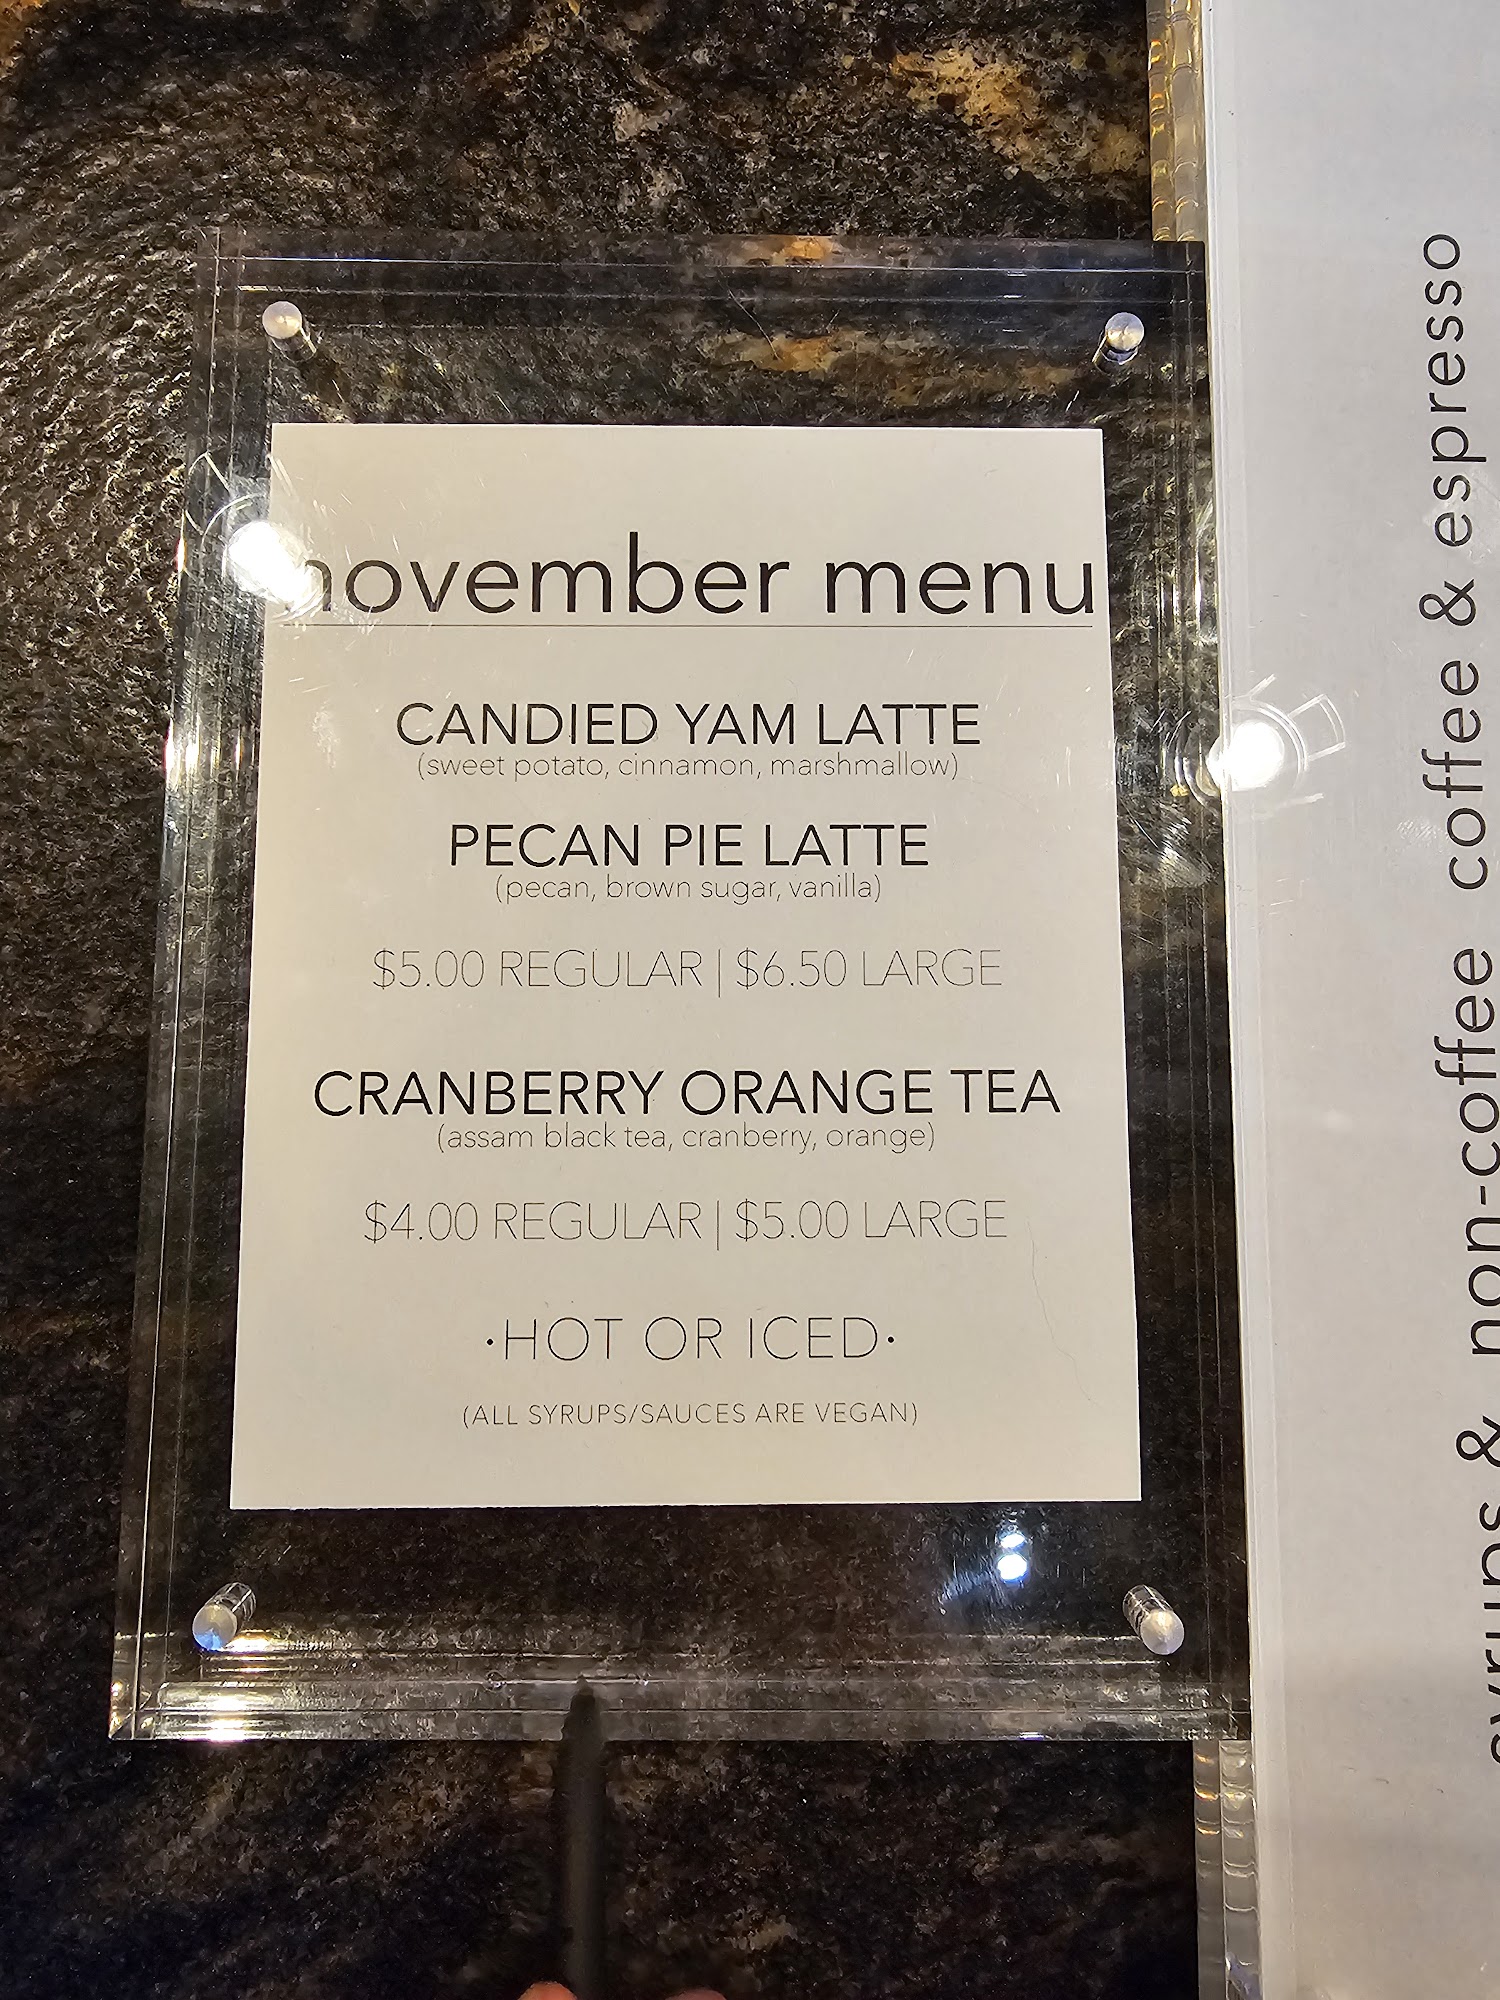 november menu
CANDIED YAM LATTE
(sweet potato, cinnamon, marshmallow)
PECAN PIE LATTE
(pecan, brown sugar, vanilla)
$5.00 REGULAR | $6.50 LARGE
CRANBERRY ORANGE TEA
(assam black tea, cranberry, orange)
$4.00 REGULAR | $5.00 LARGE
·HOT OR ICED·
(ALL SYRUPS/SAUCES ARE VEGAN)
coffee & espresso
syrups & non-coffee